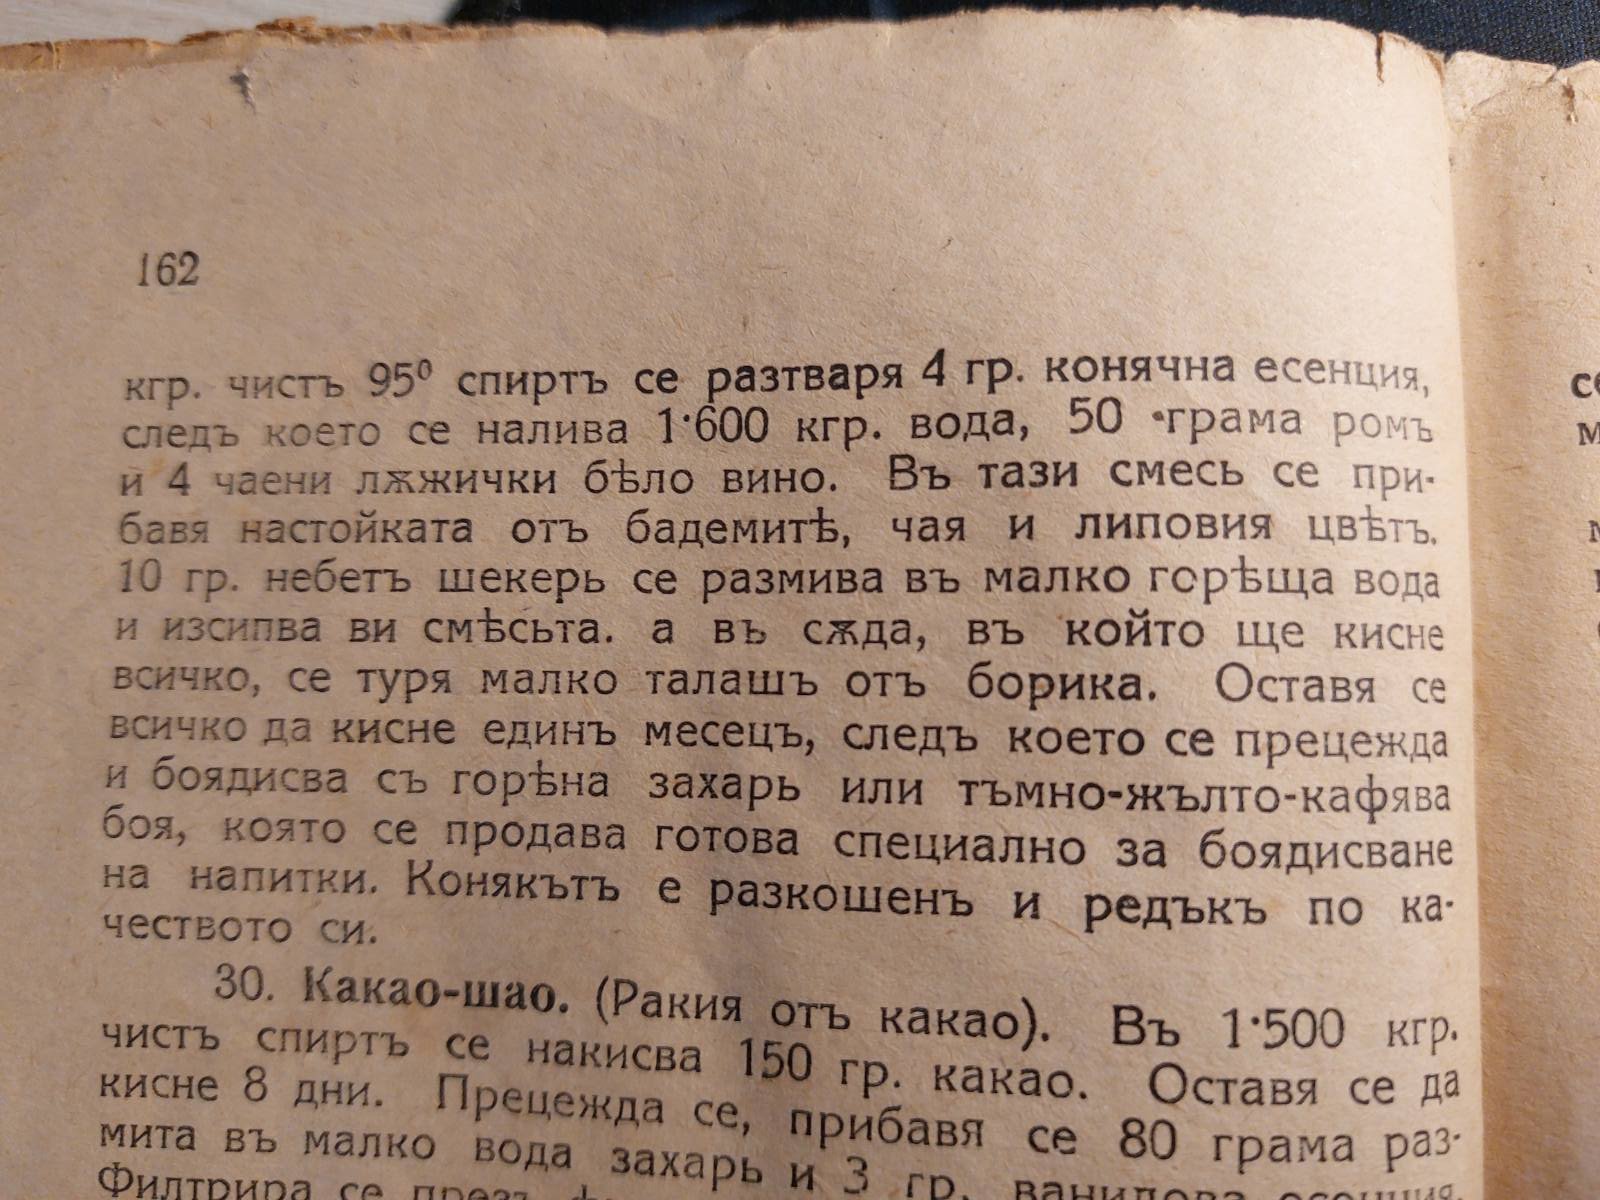 162
кгр. чистъ 95⁰ спиртъ се разтваря 4 гр. конячна есенция,
следъ което се налива 1·600 кгр. вода, 50 ·грама ромъ
и 4 чаени лѫжички бѣло вино. Въ тази смесь се при-
бавя настойката отъ бадемитѣ, чая и липовия цвѣтъ.
10 гр. небетъ шекерь се размива въ малко горѣща вода
и изсипва ви смѣсьта. а въ сѫда, въ който ще кисне
всичко, се туря малко талашъ отъ борика. Оставя се
всичко да кисне единъ месецъ, следъ което се прецежда
и боядисва съ горѣна захарь или тъмно-жълто-кафява
боя, която се продава готова специално за боядисване
на напитки. Конякътъ е разкошенъ и редъкъ по ка-
чеството си.
30. Какао-шао. (Ракия отъ какао). Въ 1·500 кгр.
чистъ спиртъ се накисва 150 гр. какао. Оставя се да
кисне 8 дни. Прецежда се, прибавя се 80 грама раз-
мита въ малко вода захарь и 3 гр. ванилова есенция.
Филтрира се презъ